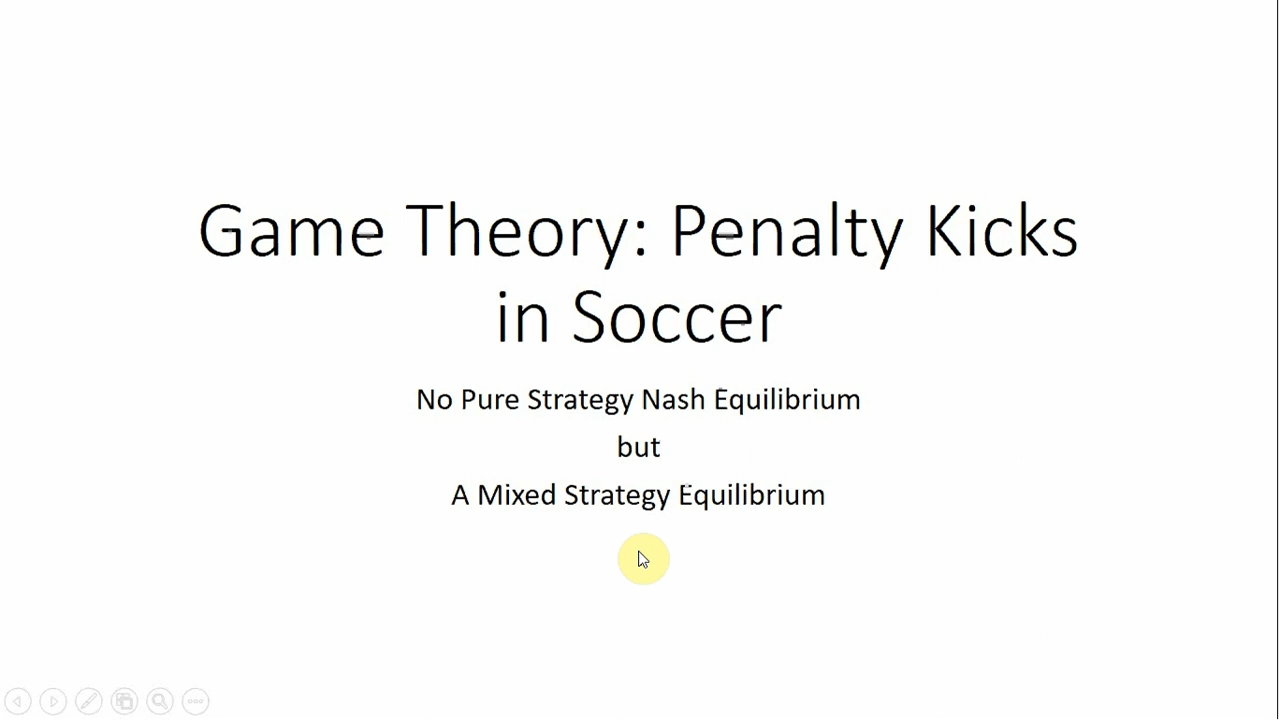 Game Theory: Penalty Kicks
in Soccer
No Pure Strategy Nash Equilibrium
but
A Mixed Strategy Equilibrium